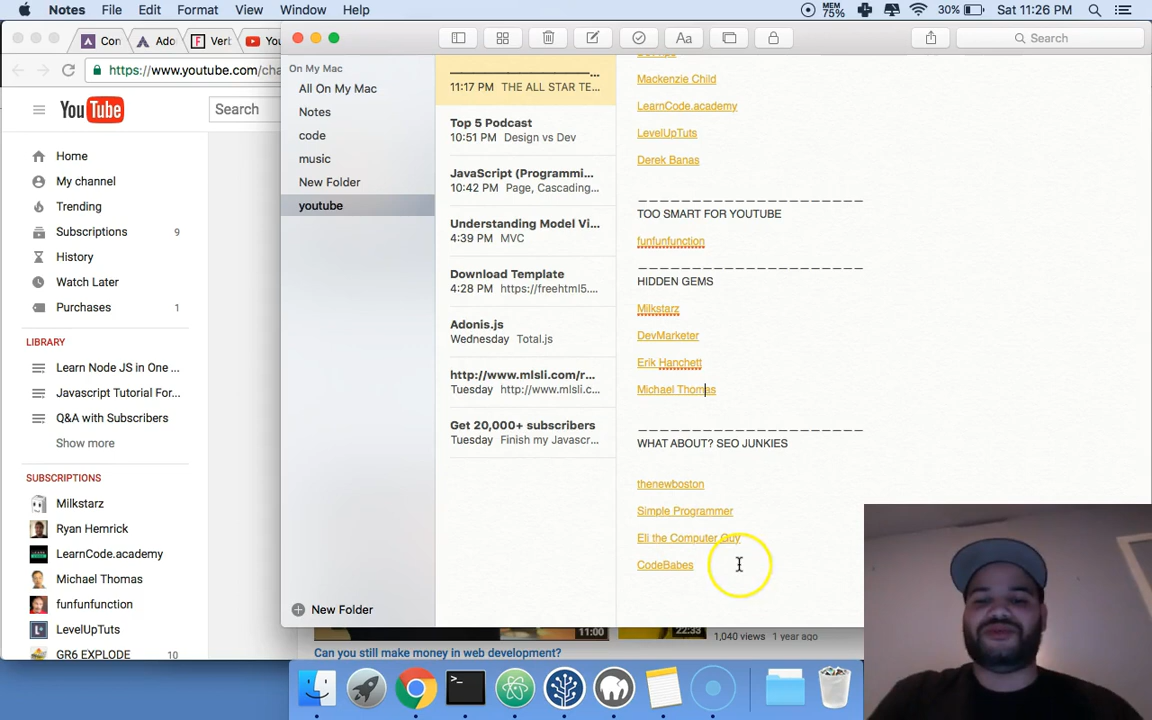 Notes File Edit Format View Window Help
MEM 75% 30% Sat 11:26 PM
Con Ado Verl You
https://www.youtube.com/cha
YouTube Search
Home
My channel
Trending
Subscriptions 9
History
Watch Later
Purchases 1
LIBRARY
Learn Node JS in One ...
Javascript Tutorial For...
Q&A with Subscribers
Show more
SUBSCRIPTIONS
Milkstarz
Ryan Hemrick
LearnCode.academy
Michael Thomas
funfunfunction
LevelUpTuts
GR6 EXPLODE 10
Aa
Search
On My Mac
All On My Mac
Notes
code
music
New Folder
youtube
New Folder
___________________...
11:17 PM THE ALL STAR TE...
Top 5 Podcast
10:51 PM Design vs Dev
JavaScript (Programmi...
10:42 PM Page, Cascading...
Understanding Model Vi...
4:39 PM MVC
Download Template
4:28 PM https://freehtml5....
Adonis.js
Wednesday Total.js
http://www.mlsli.com/r...
Tuesday http://www.mlsli.c...
Get 20,000+ subscribers
Tuesday Finish my Javascr...
Mackenzie Child
LearnCode.academy
LevelUpTuts
Derek Banas
_ _ _ _ _ _ _ _ _ _ _ _ _ _ _ _ _ _ _ _ _
TOO SMART FOR YOUTUBE
funfunfunction
_ _ _ _ _ _ _ _ _ _ _ _ _ _ _ _ _ _ _ _ _
HIDDEN GEMS
Milkstarz
DevMarketer
Erik Hanchett
Michael Thomas
_ _ _ _ _ _ _ _ _ _ _ _ _ _ _ _ _ _ _ _ _
WHAT ABOUT? SEO JUNKIES
thenewboston
Simple Programmer
Eli the Computer Guy
CodeBabes
11:00
22:33
1,040 views 1 year ago
Can you still make money in web development?